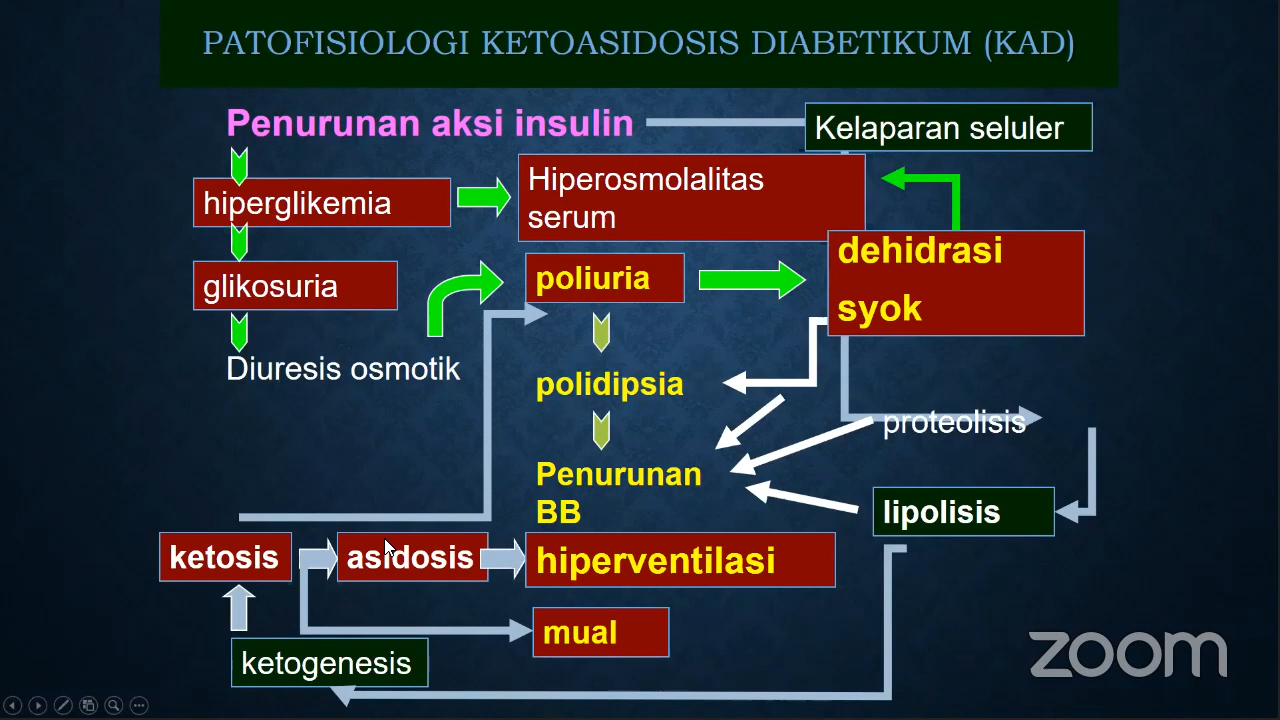 PATOFISIOLOGI KETOASIDOSIS DIABETIKUM (KAD)
Penurunan aksi insulin
Kelaparan seluler
hiperglikemia
Hiperosmolalitas
serum
glikosuria
poliuria
dehidrasi
syok
Diuresis osmotik
polidipsia
proteolisis
Penurunan
BB
lipolisis
ketosis
asidosis
hiperventilasi
mual
ketogenesis
zoom